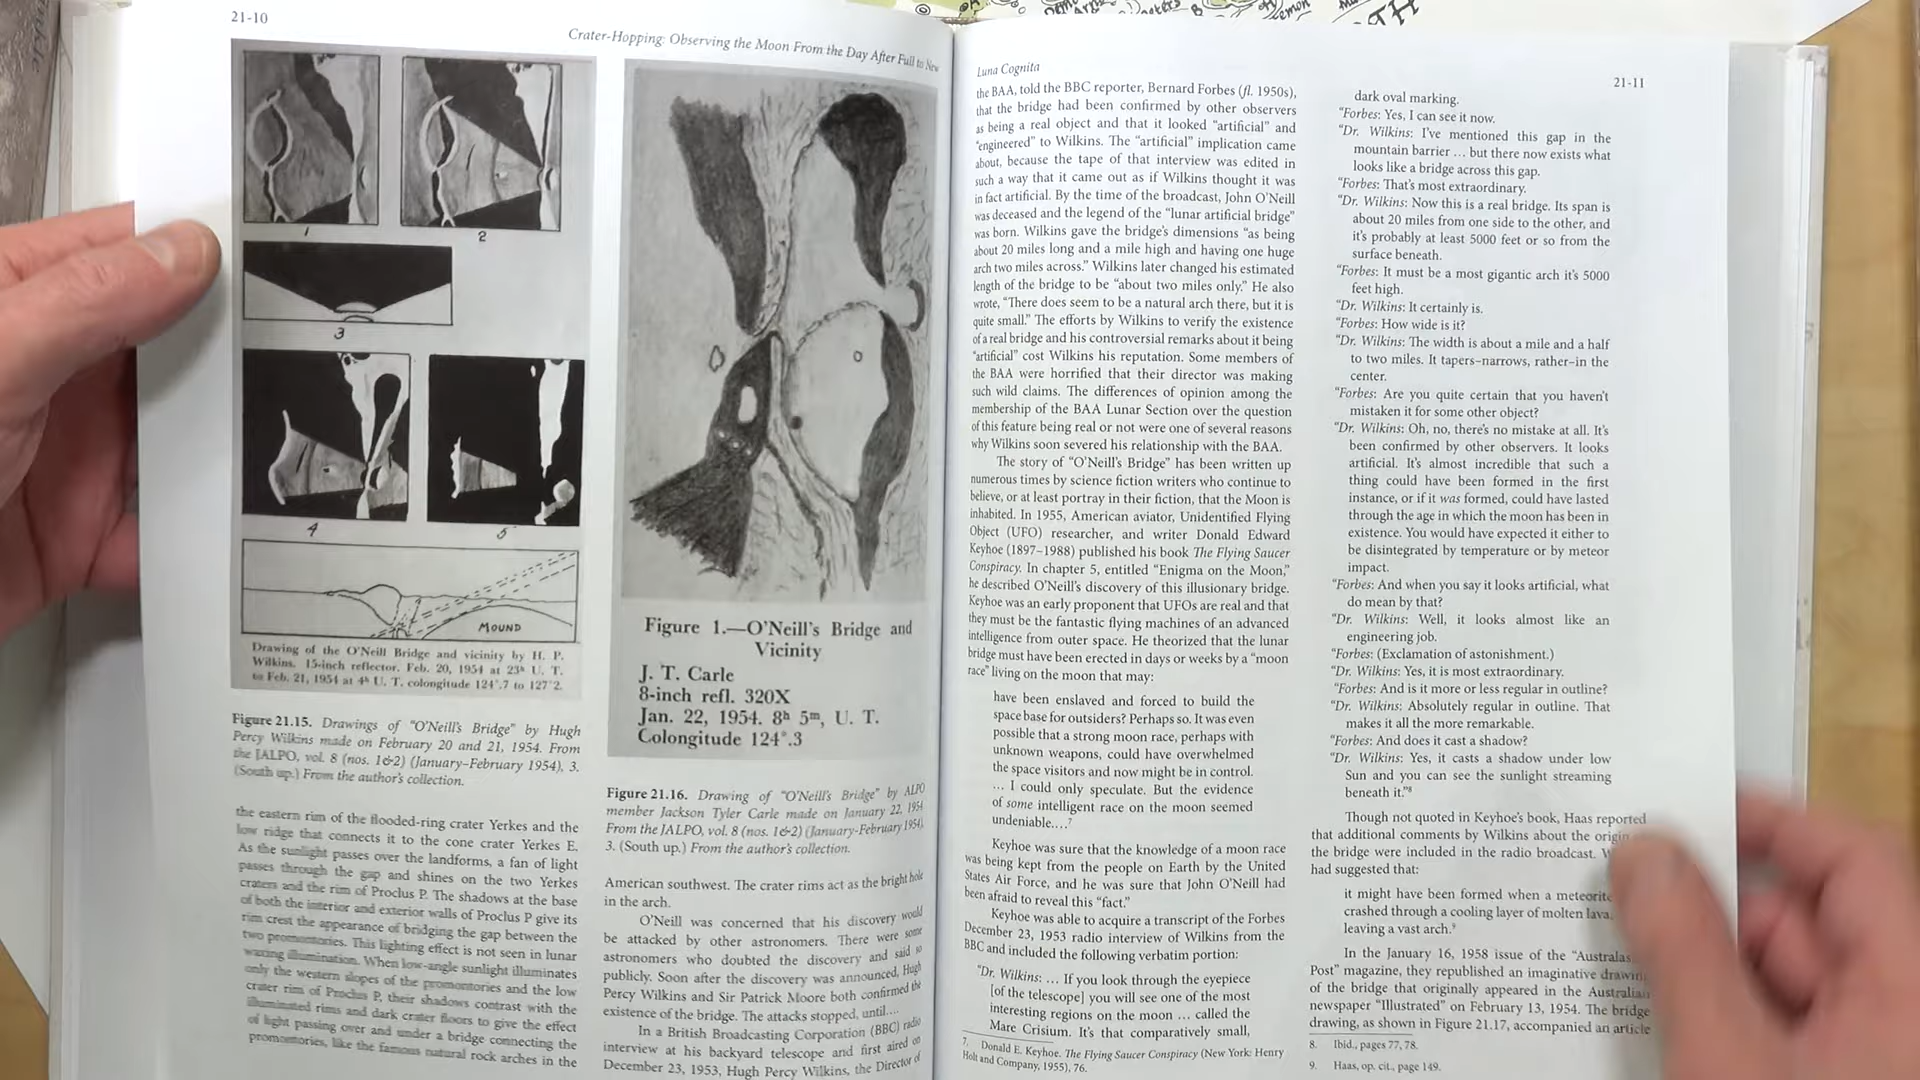 21-10
Crater-Hopping: Observing the Moon From the Day After Full to New
1
2
3
4
5
MOUND
Drawing of the O'Neill Bridge and vicinity by H. P.
Wilkins. 15-inch reflector. Feb. 20, 1954 at 23h U. T.
to Feb. 21, 1954 at 4h U. T. colongitude 124°.7 to 127°2.
Figure 21.15. Drawings of "O'Neill's Bridge" by Hugh
Percy Wilkins made on February 20 and 21, 1954. From
the JALPO, vol. 8 (nos. 1&2) (January–February 1954), 3.
(South up.) From the author's collection.
the eastern rim of the flooded-ring crater Yerkes and the
low ridge that connects it to the cone crater Yerkes E.
As the sunlight passes over the landforms, a fan of light
passes through the gap and shines on the two Yerkes
craters and the rim of Proclus P. The shadows at the base
of both the interior and exterior walls of Proclus P give its
rim crest the appearance of bridging the gap between the
two promontories. This lighting effect is not seen in lunar
waxing illumination. When low-angle sunlight illuminates
only the western slopes of the promontories and the low
crater rim of Proclus P, their shadows contrast with the
illuminated rims and dark crater floors to give the effect
of light passing over and under a bridge connecting the
promontories, like the famous natural rock arches in the
Figure 1.—O'Neill's Bridge and
Vicinity
J. T. Carle
8-inch refl. 320X
Jan. 22, 1954. 8h 5m, U. T.
Colongitude 124°.3
Figure 21.16. Drawing of "O'Neill's Bridge" by ALPO
member Jackson Tyler Carle made on January 22, 1954
From the JALPO, vol. 8 (nos. 1&2) (January-February 1954),
3. (South up.) From the author's collection.
American southwest. The crater rims act as the bright hole
in the arch.
O'Neill was concerned that his discovery would
be attacked by other astronomers. There were some
astronomers who doubted the discovery and said so
publicly. Soon after the discovery was announced, Hugh
Percy Wilkins and Sir Patrick Moore both confirmed the
existence of the bridge. The attacks stopped, until....
In a British Broadcasting Corporation (BBC) radio
interview at his backyard telescope and first aired on
December 23, 1953, Hugh Percy Wilkins, the Director of
Luna Cognita
21-11
the BAA, told the BBC reporter, Bernard Forbes (fl. 1950s),
that the bridge had been confirmed by other observers
as being a real object and that it looked "artificial" and
"engineered" to Wilkins. The "artificial" implication came
about, because the tape of that interview was edited in
such a way that it came out as if Wilkins thought it was
in fact artificial. By the time of the broadcast, John O'Neill
was deceased and the legend of the "lunar artificial bridge"
was born. Wilkins gave the bridge's dimensions "as being
about 20 miles long and a mile high and having one huge
arch two miles across." Wilkins later changed his estimated
length of the bridge to be "about two miles only." He also
wrote, "There does seem to be a natural arch there, but it is
quite small." The efforts by Wilkins to verify the existence
of a real bridge and his controversial remarks about it being
"artificial" cost Wilkins his reputation. Some members of
the BAA were horrified that their director was making
such wild claims. The differences of opinion among the
membership of the BAA Lunar Section over the question
of this feature being real or not were one of several reasons
why Wilkins soon severed his relationship with the BAA.
The story of "O'Neill's Bridge" has been written up
numerous times by science fiction writers who continue to
believe, or at least portray in their fiction, that the Moon is
inhabited. In 1955, American aviator, Unidentified Flying
Object (UFO) researcher, and writer Donald Edward
Keyhoe (1897–1988) published his book The Flying Saucer
Conspiracy. In chapter 5, entitled "Enigma on the Moon,"
he described O'Neill's discovery of this illusionary bridge.
Keyhoe was an early proponent that UFOs are real and that
they must be the fantastic flying machines of an advanced
intelligence from outer space. He theorized that the lunar
bridge must have been erected in days or weeks by a "moon
race" living on the moon that may:
have been enslaved and forced to build the
space base for outsiders? Perhaps so. It was even
possible that a strong moon race, perhaps with
unknown weapons, could have overwhelmed
the space visitors and now might be in control.
... I could only speculate. But the evidence
of some intelligent race on the moon seemed
undeniable....7
Keyhoe was sure that the knowledge of a moon race
was being kept from the people on Earth by the United
States Air Force, and he was sure that John O'Neill had
been afraid to reveal this "fact."
Keyhoe was able to acquire a transcript of the Forbes
December 23, 1953 radio interview of Wilkins from the
BBC and included the following verbatim portion:
"Dr. Wilkins: ... If you look through the eyepiece
[of the telescope] you will see one of the most
interesting regions on the moon ... called the
Mare Crisium. It's that comparatively small,
7. Donald E. Keyhoe. The Flying Saucer Conspiracy (New York: Henry
Holt and Company, 1955), 76.
dark oval marking.
"Forbes: Yes, I can see it now.
"Dr. Wilkins: I've mentioned this gap in the
mountain barrier ... but there now exists what
looks like a bridge across this gap.
"Forbes: That's most extraordinary.
"Dr. Wilkins: Now this is a real bridge. Its span is
about 20 miles from one side to the other, and
it's probably at least 5000 feet or so from the
surface beneath.
"Forbes: It must be a most gigantic arch it's 5000
feet high.
"Dr. Wilkins: It certainly is.
"Forbes: How wide is it?
"Dr. Wilkins: The width is about a mile and a half
to two miles. It tapers–narrows, rather–in the
center.
"Forbes: Are you quite certain that you haven't
mistaken it for some other object?
"Dr. Wilkins: Oh, no, there's no mistake at all. It's
been confirmed by other observers. It looks
artificial. It's almost incredible that such a
thing could have been formed in the first
instance, or if it was formed, could have lasted
through the age in which the moon has been in
existence. You would have expected it either to
be disintegrated by temperature or by meteor
impact.
"Forbes: And when you say it looks artificial, what
do mean by that?
"Dr. Wilkins: Well, it looks almost like an
engineering job.
"Forbes: (Exclamation of astonishment.)
"Dr. Wilkins: Yes, it is most extraordinary.
"Forbes: And is it more or less regular in outline?
"Dr. Wilkins: Absolutely regular in outline. That
makes it all the more remarkable.
"Forbes: And does it cast a shadow?
"Dr. Wilkins: Yes, it casts a shadow under low
Sun and you can see the sunlight streaming
beneath it."8
Though not quoted in Keyhoe's book, Haas reported
that additional comments by Wilkins about the origin
the bridge were included in the radio broadcast.
had suggested that:
it might have been formed when a meteorite
crashed through a cooling layer of molten lava,
leaving a vast arch.9
In the January 16, 1958 issue of the "Australas
Post" magazine, they republished an imaginative drawing
of the bridge that originally appeared in the Australian
newspaper "Illustrated" on February 13, 1954. The bridge
drawing, as shown in Figure 21.17, accompanied an article
8. Ibid., pages 77, 78.
9. Haas, op. cit., page 149.